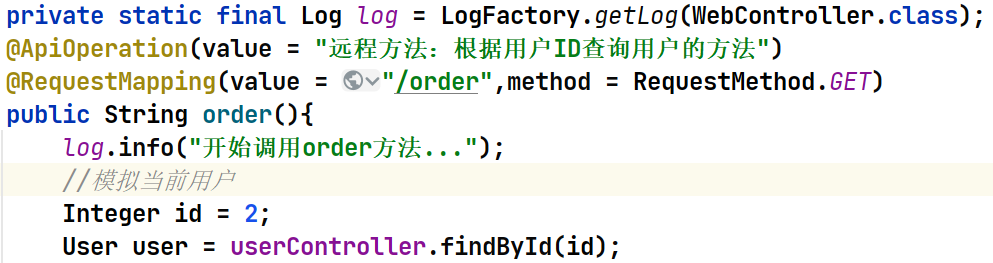 private static final Log log = LogFactory.getLog(WebController.class);
@ApiOperation(value = "远程方法：根据用户ID查询用户的方法")
@RequestMapping(value = "/order",method = RequestMethod.GET)
public String order(){
log.info("开始调用order方法...");
//模拟当前用户
Integer id = 2;
User user = userController.findById(id);